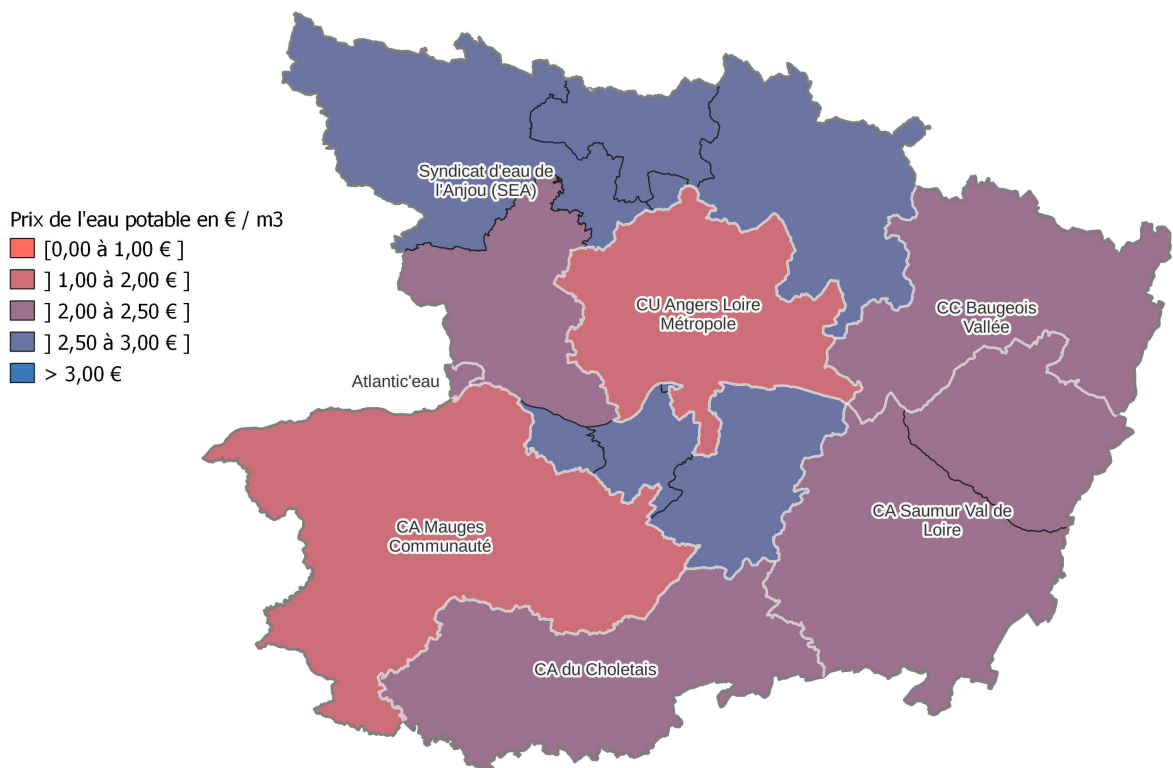 Syndicat d'eau de
l'Anjou (SEA)
Prix de l'eau potable en € / m3
[0,00 à 1,00 € ]
] 1,00 à 2,00 € ]
] 2,00 à 2,50 € ]
] 2,50 à 3,00 € ]
> 3,00 €
CU Angers Loire
Métropole
CC Baugeois
Vallée
Atlantic'eau
CA Mauges
Communauté
CA Saumur Val de
Loire
CA du Choletais